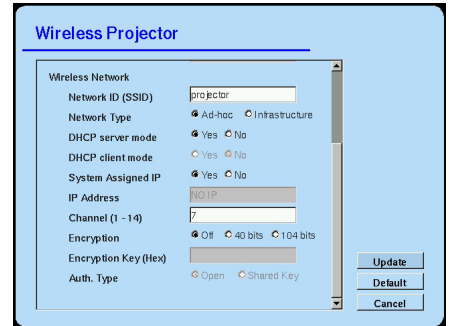 Wireless Projector
Wireless Network
Network ID (SSID) projector
Network Type Ad-hoc Infrastructure
DHCP server mode Yes No
DHCP client mode Yes No
System Assigned IP Yes No
IP Address NO IP
Channel (1 - 14) 7
Encryption Off 40 bits 104 bits
Encryption Key (Hex)
Auth. Type Open Shared Key
Update
Default
Cancel